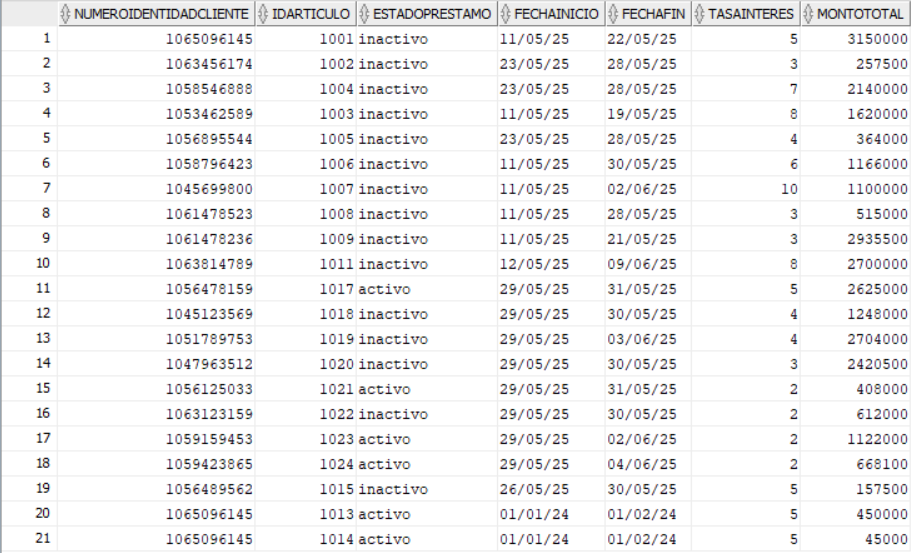 NUMEROIDENTIDADCLIENTE IDARTICULO ESTADOPRESTAMO FECHAINICIO FECHAFIN TASAINTERES MONTOTOTAL
1 1065096145 1001 inactivo 11/05/25 22/05/25 5 3150000
2 1063456174 1002 inactivo 23/05/25 28/05/25 3 257500
3 1058546888 1004 inactivo 23/05/25 28/05/25 7 2140000
4 1053462589 1003 inactivo 11/05/25 19/05/25 8 1620000
5 1056895544 1005 inactivo 23/05/25 28/05/25 4 364000
6 1058796423 1006 inactivo 11/05/25 30/05/25 6 1166000
7 1045699800 1007 inactivo 11/05/25 02/06/25 10 1100000
8 1061478523 1008 inactivo 11/05/25 28/05/25 3 515000
9 1061478236 1009 inactivo 11/05/25 21/05/25 3 2935500
10 1063814789 1011 inactivo 12/05/25 09/06/25 8 2700000
11 1056478159 1017 activo 29/05/25 31/05/25 5 2625000
12 1045123569 1018 inactivo 29/05/25 30/05/25 4 1248000
13 1051789753 1019 inactivo 29/05/25 03/06/25 4 2704000
14 1047963512 1020 inactivo 29/05/25 30/05/25 3 2420500
15 1056125033 1021 activo 29/05/25 31/05/25 2 408000
16 1063123159 1022 inactivo 29/05/25 30/05/25 2 612000
17 1059159453 1023 activo 29/05/25 02/06/25 2 1122000
18 1059423865 1024 activo 29/05/25 04/06/25 2 668100
19 1056489562 1015 inactivo 26/05/25 30/05/25 5 157500
20 1065096145 1013 activo 01/01/24 01/02/24 5 450000
21 1065096145 1014 activo 01/01/24 01/02/24 5 45000